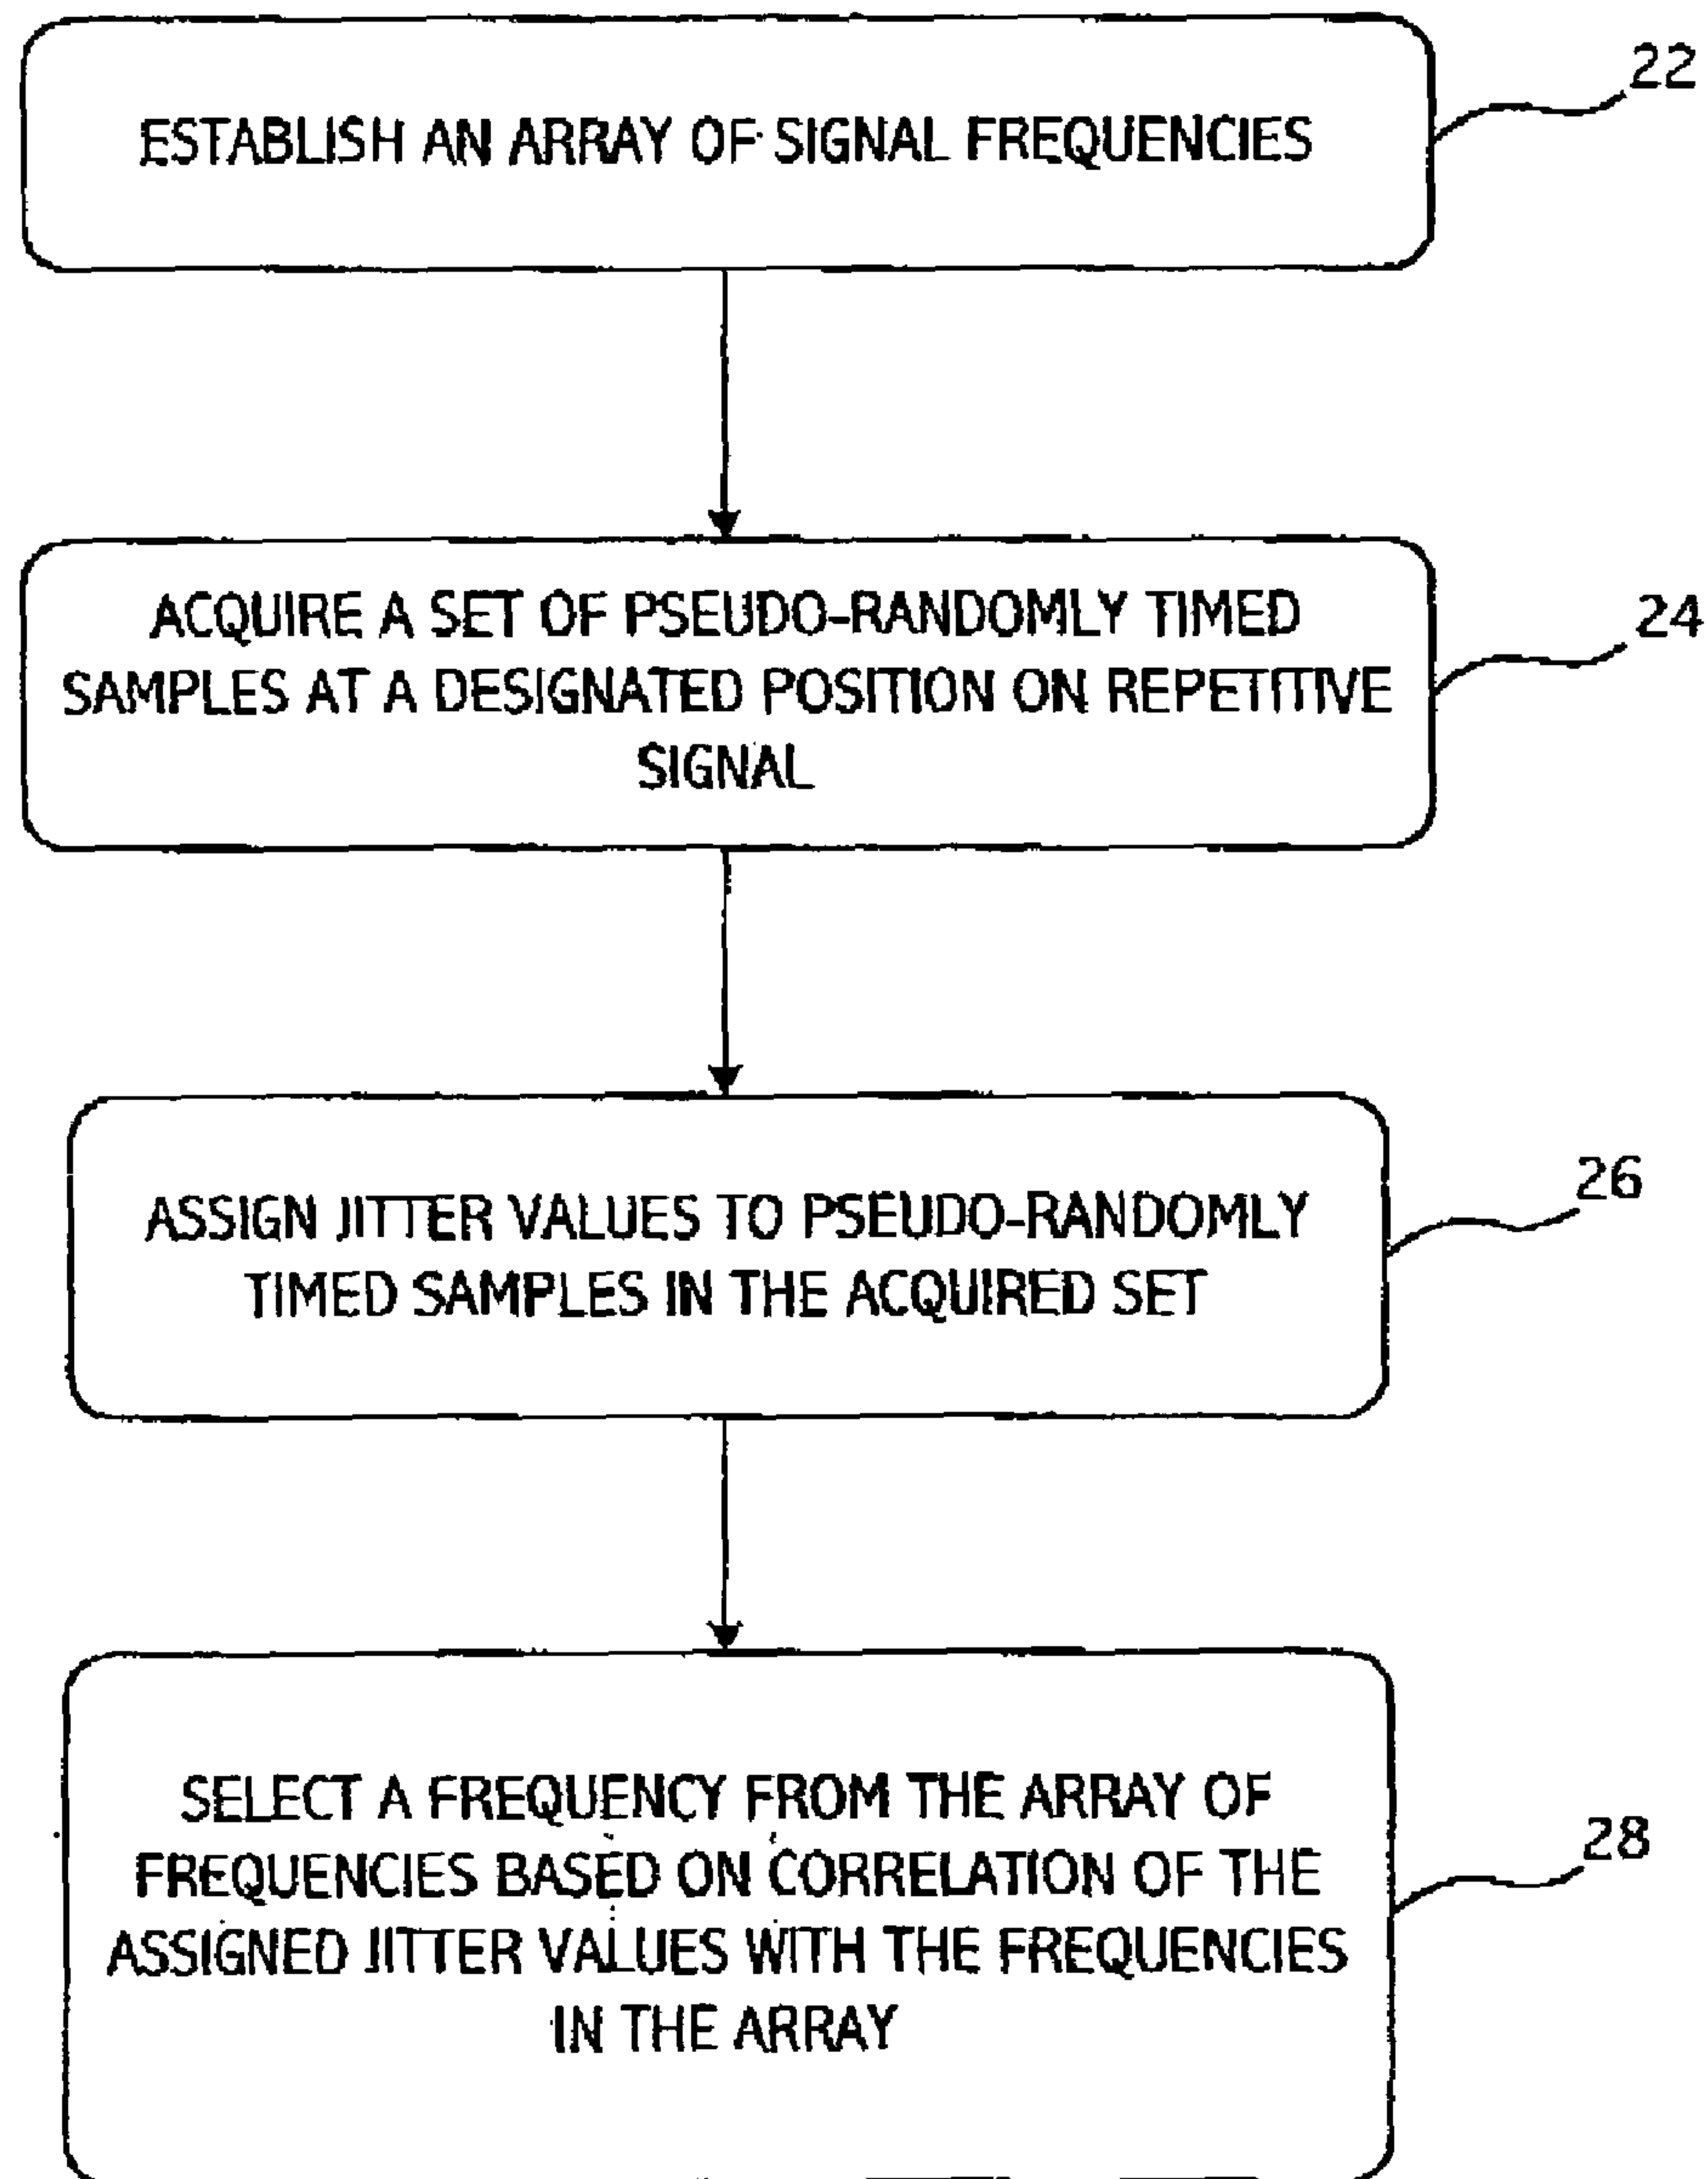 22
ESTABLISH AN ARRAY OF SIGNAL FREQUENCIES
24
ACQUIRE A SET OF PSEUDO-RANDOMLY TIMED
SAMPLES AT A DESIGNATED POSITION ON REPETITIVE
SIGNAL
26
ASSIGN JITTER VALUES TO PSEUDO-RANDOMLY
TIMED SAMPLES IN THE ACQUIRED SET
28
SELECT A FREQUENCY FROM THE ARRAY OF
FREQUENCIES BASED ON CORRELATION OF THE
ASSIGNED JITTER VALUES WITH THE FREQUENCIES
IN THE ARRAY